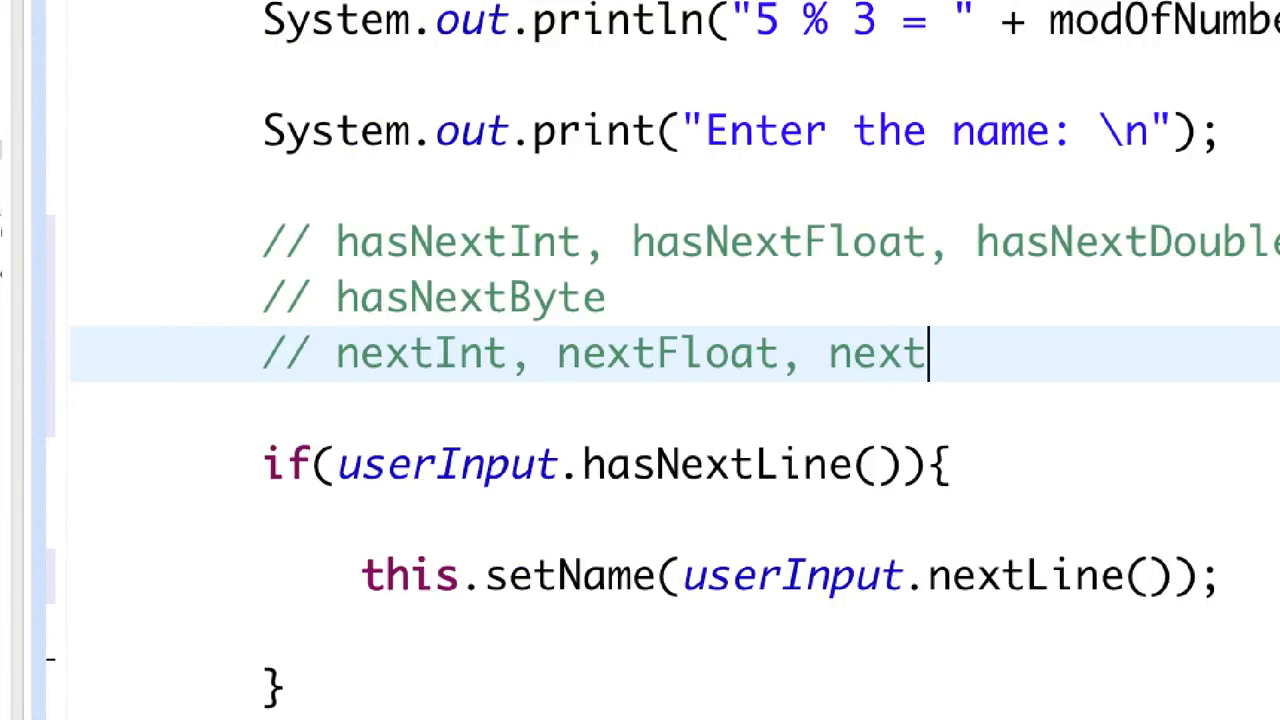 System.out.println("5 % 3 = " + modOfNumbe
System.out.print("Enter the name: \n");
// hasNextInt, hasNextFloat, hasNextDouble
// hasNextByte
// nextInt, nextFloat, next
if(userInput.hasNextLine()){
this.setName(userInput.nextLine());
}